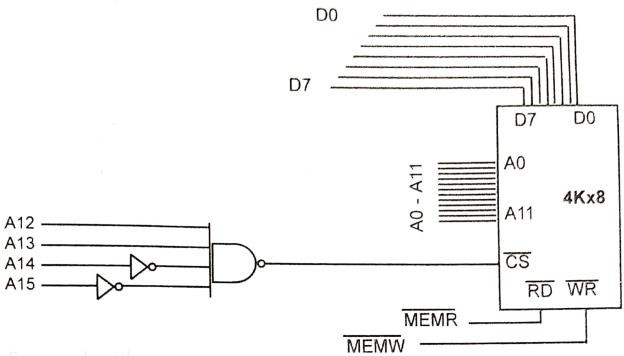 D0
D7
D7 D0
A0 - A11
A0
4Kx8
A11
A12
A13
A14
A15
CS
RD WR
MEMR
MEMW